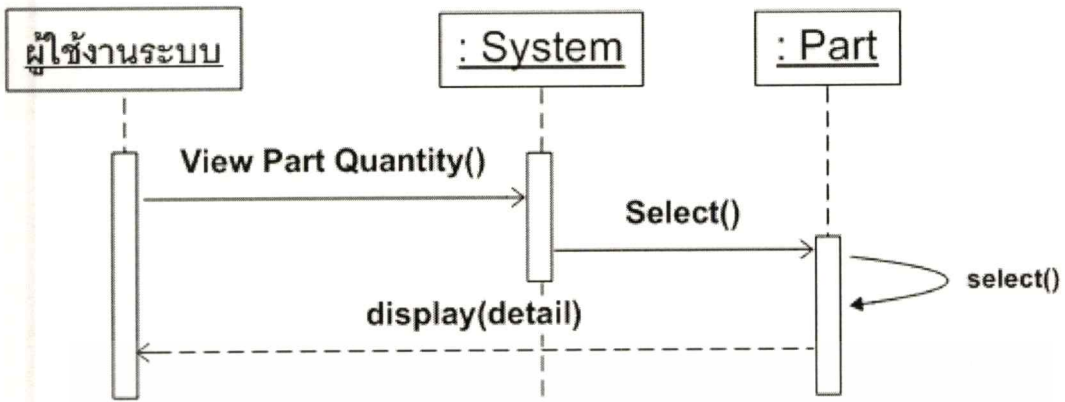 ผู้ใช้งานระบบ
: System
: Part
View Part Quantity()
Select()
select()
display(detail)